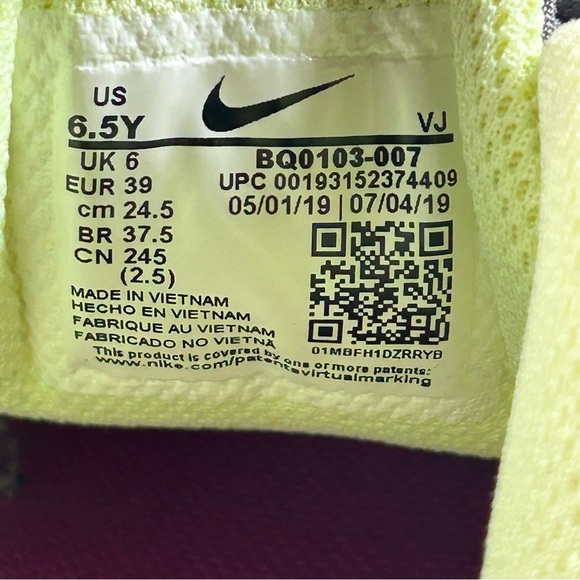 US
6.5Y VJ
UK 6 BQ0103-007
EUR 39 UPC 00193152374409
cm 24.5 05/01/19 | 07/04/19
BR 37.5
CN 245
(2.5)
MADE IN VIETNAM
HECHO EN VIETNAM
FABRIQUE AU VIETNAM
FABRICADO NO VIETNÃ
01MBFH1DZRRYB
This product is covered by one or more patents:
www.nike.com/patentsvirtualmarking